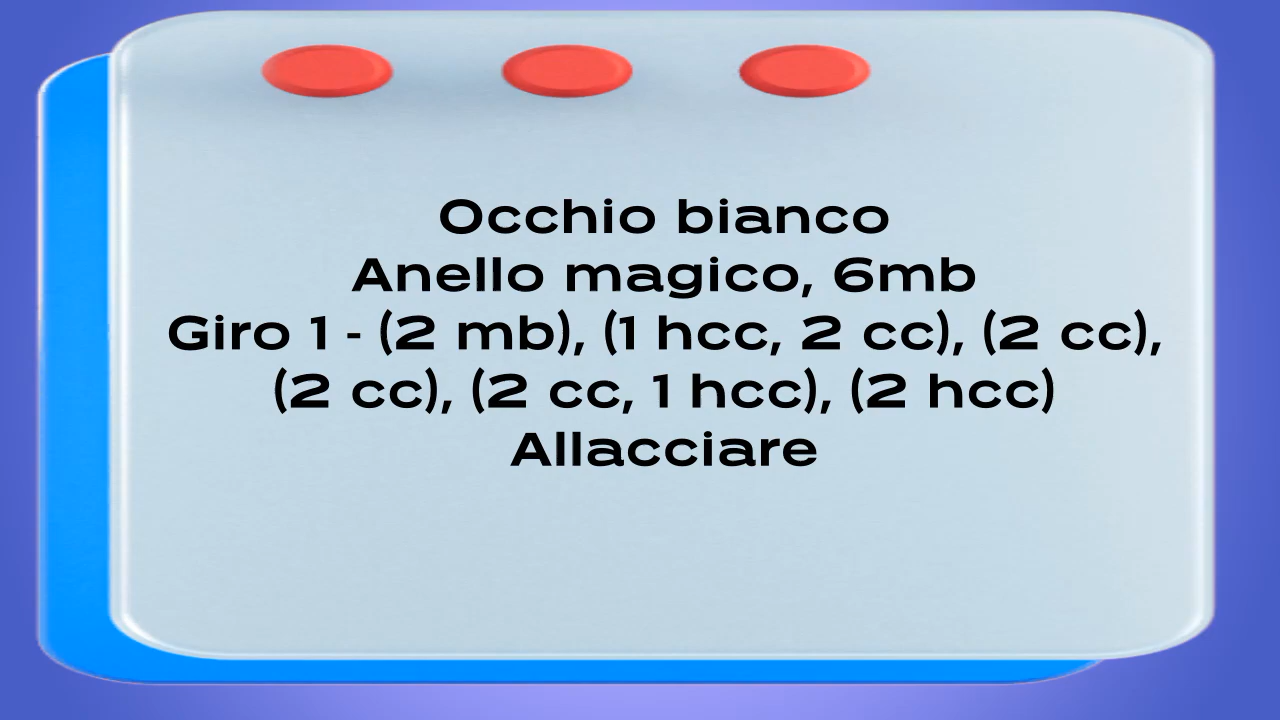 Occhio bianco
Anello magico, 6mb
Giro 1 - (2 mb), (1 hcc, 2 cc), (2 cc),
(2 cc), (2 cc, 1 hcc), (2 hcc)
Allacciare